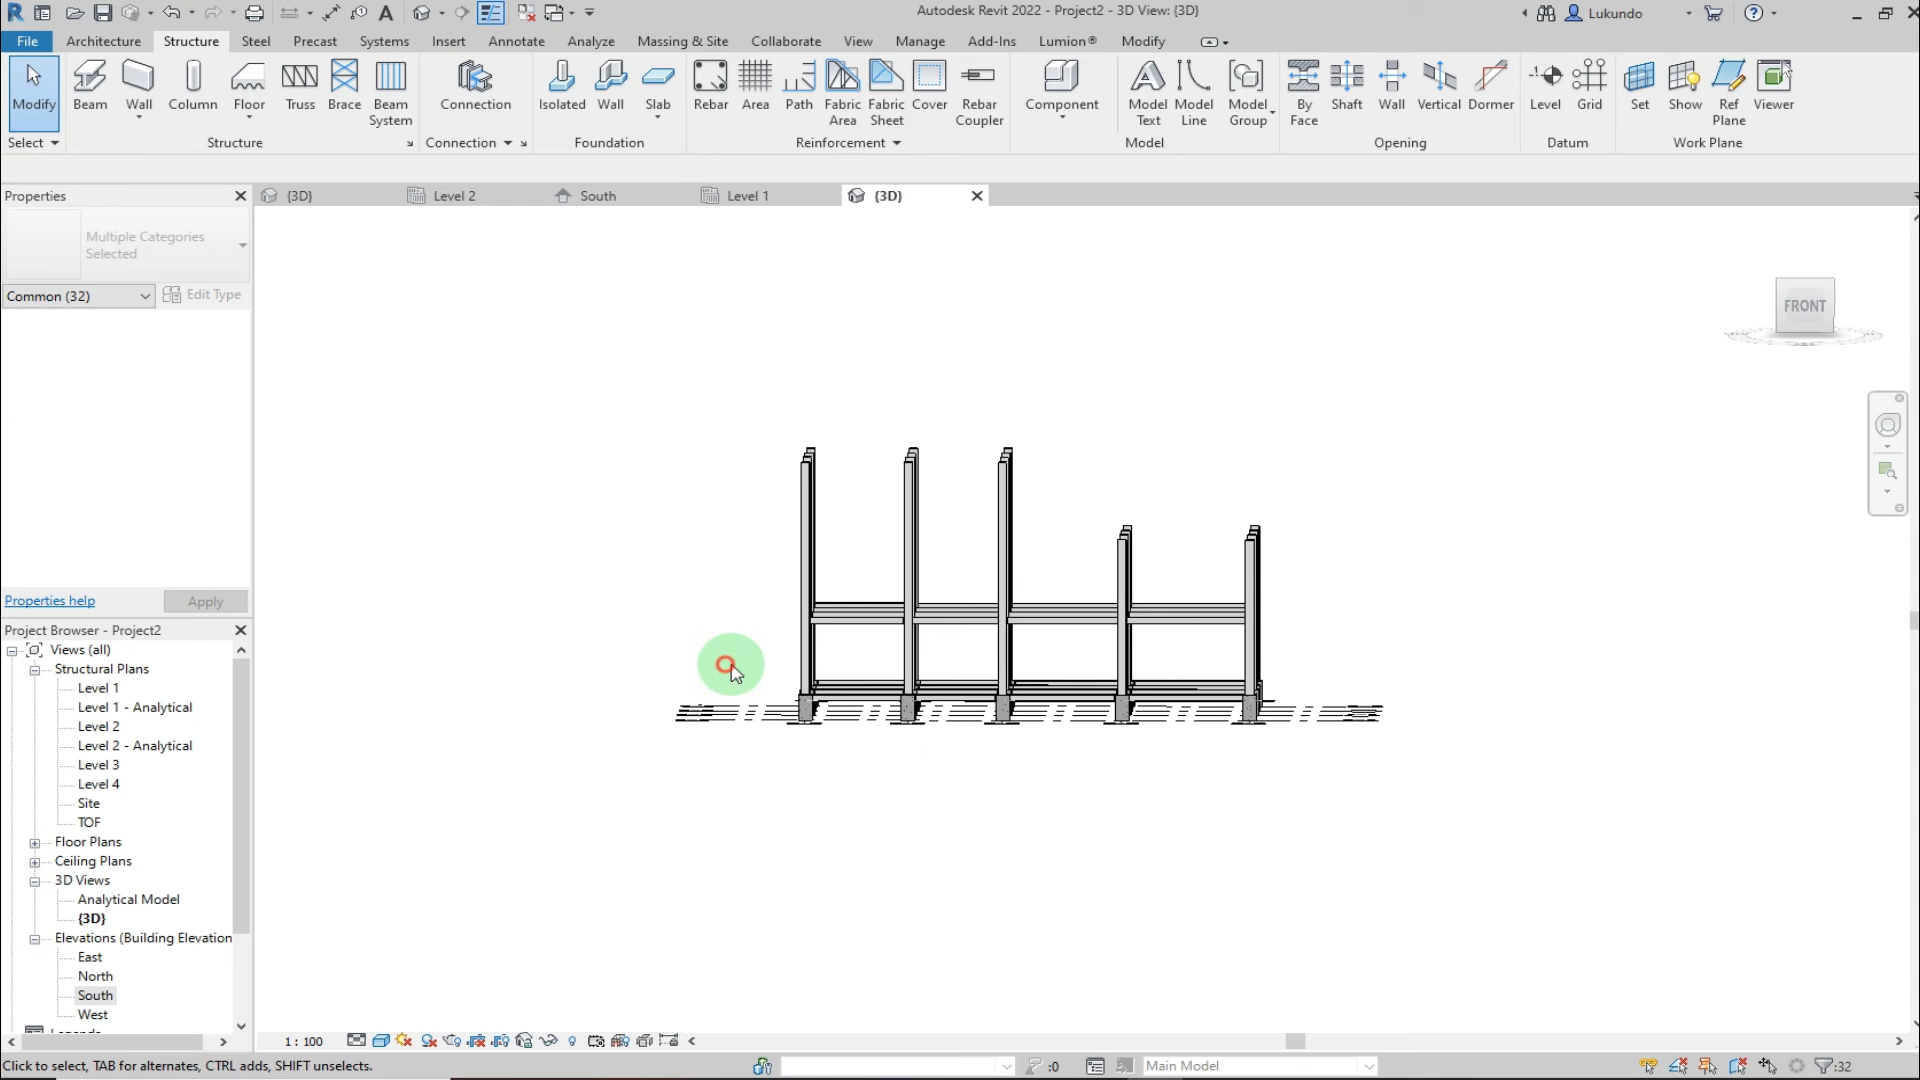 Autodesk Revit 2022 - Project2 - 3D View: {3D}
Lukundo
File Architecture Structure Steel Precast Systems Insert Annotate Analyze Massing & Site Collaborate View Manage Add-Ins Lumion® Modify
Modify Beam Wall Column Floor Truss Brace Beam System Connection Isolated Wall Slab Rebar Area Path Fabric Area Fabric Sheet Cover Rebar Coupler Component Model Text Model Line Model Group By Face Shaft Wall Vertical Dormer Level Grid Set Show Ref Plane Viewer
Select Structure Connection Foundation Reinforcement Model Opening Datum Work Plane
Properties
{3D} Level 2 South Level 1 {3D}
Multiple Categories
Selected
Common (32) Edit Type
FRONT
Properties help Apply
Project Browser - Project2
Views (all)
Structural Plans
Level 1
Level 1 - Analytical
Level 2
Level 2 - Analytical
Level 3
Level 4
Site
TOF
Floor Plans
Ceiling Plans
3D Views
Analytical Model
{3D}
Elevations (Building Elevation
East
North
South
West
1 : 100
Click to select, TAB for alternates, CTRL adds, SHIFT unselects.
:0
Main Model
:32